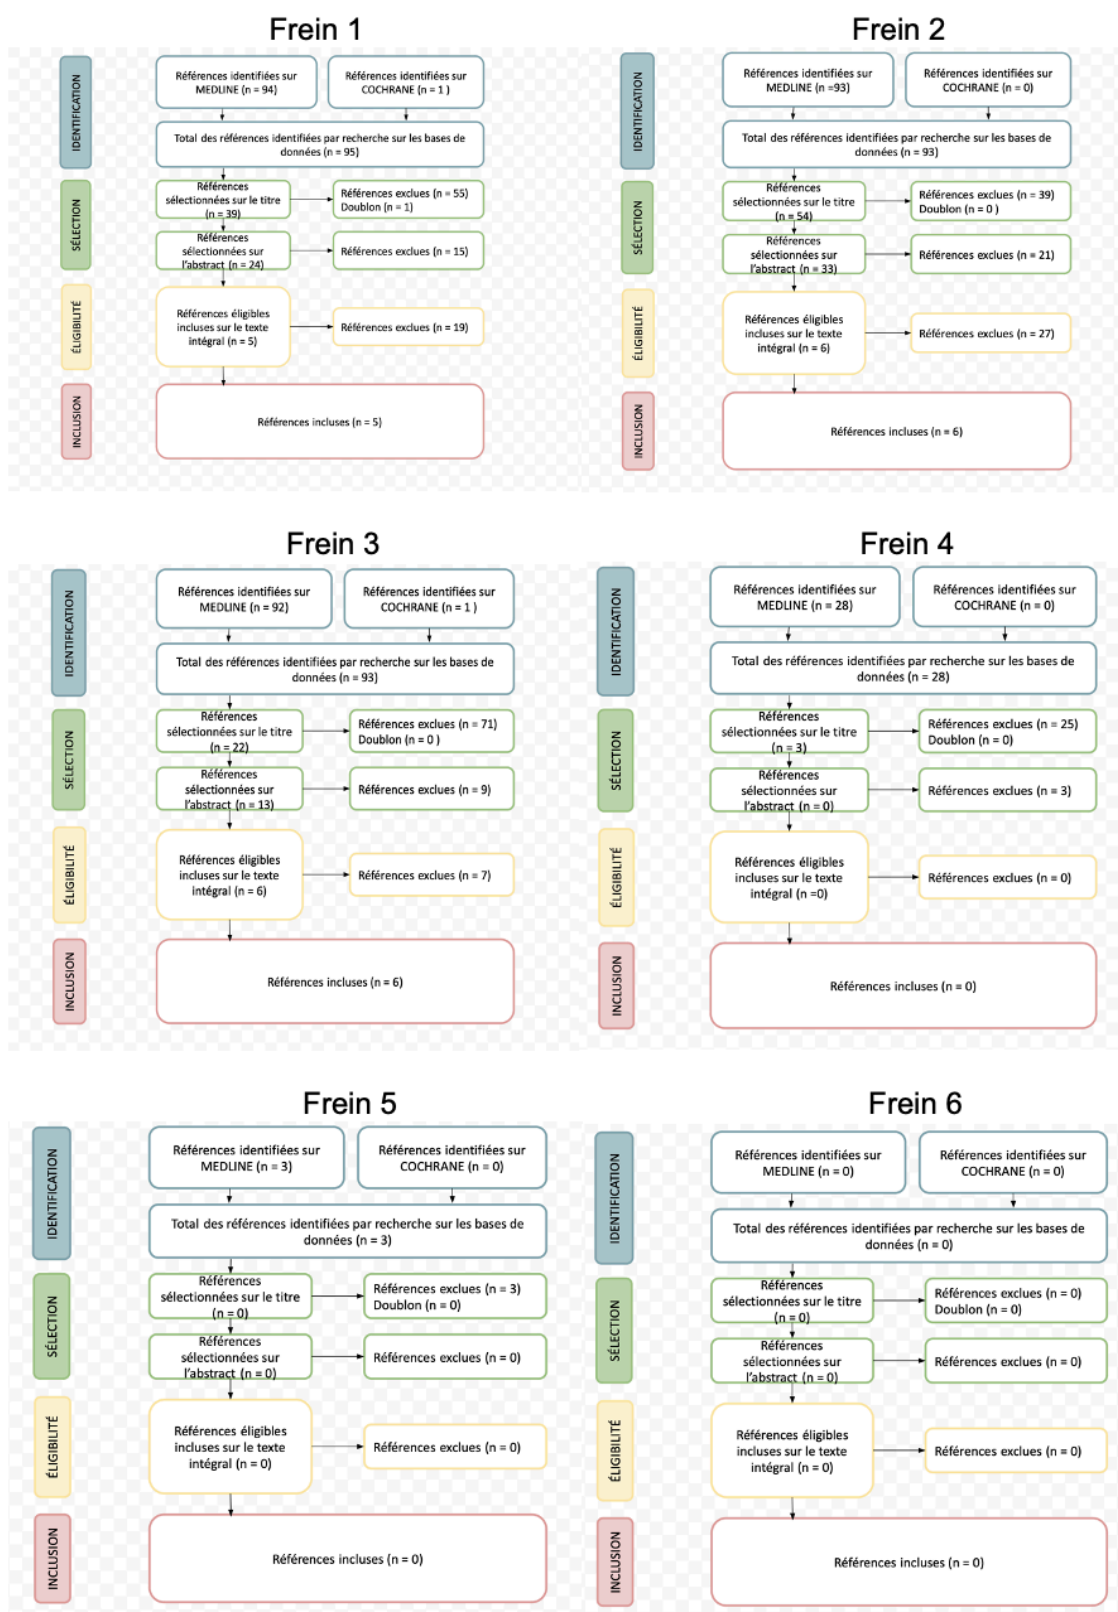 Frein 1
IDENTIFICATION
Références identifiées sur
MEDLINE (n = 94)
Références identifiées sur
COCHRANE (n = 1 )
Total des références identifiées par recherche sur les bases de
données (n = 95)
SÉLECTION
Références
sélectionnées sur le titre
(n = 39)
Références exclues (n = 55)
Doublon (n = 1)
Références
sélectionnées sur
l'abstract (n = 24)
Références exclues (n = 15)
ÉLIGIBILITÉ
Références éligibles
incluses sur le texte
intégral (n = 5)
Références exclues (n = 19)
INCLUSION
Références incluses (n = 5)
Frein 2
IDENTIFICATION
Références identifiées sur
MEDLINE (n =93)
Références identifiées sur
COCHRANE (n = 0)
Total des références identifiées par recherche sur les bases de
données (n = 93)
SÉLECTION
Références
sélectionnées sur le titre
(n = 54)
Références exclues (n = 39)
Doublon (n = 0 )
Références
sélectionnées sur
l'abstract (n = 33)
Références exclues (n = 21)
ÉLIGIBILITÉ
Références éligibles
incluses sur le texte
intégral (n = 6)
Références exclues (n = 27)
INCLUSION
Références incluses (n = 6)
Frein 3
IDENTIFICATION
Références identifiées sur
MEDLINE (n = 92)
Références identifiées sur
COCHRANE (n = 1 )
Total des références identifiées par recherche sur les bases de
données (n = 93)
SÉLECTION
Références
sélectionnées sur le titre
(n = 22)
Références exclues (n = 71)
Doublon (n = 0 )
Références
sélectionnées sur
l'abstract (n = 13)
Références exclues (n = 9)
ÉLIGIBILITÉ
Références éligibles
incluses sur le texte
intégral (n = 6)
Références exclues (n = 7)
INCLUSION
Références incluses (n = 6)
Frein 4
IDENTIFICATION
Références identifiées sur
MEDLINE (n = 28)
Références identifiées sur
COCHRANE (n = 0)
Total des références identifiées par recherche sur les bases de
données (n = 28)
SÉLECTION
Références
sélectionnées sur le titre
(n = 3)
Références exclues (n = 25)
Doublon (n = 0)
Références
sélectionnées sur
l'abstract (n = 0)
Références exclues (n = 3)
ÉLIGIBILITÉ
Références éligibles
incluses sur le texte
intégral (n =0)
Références exclues (n = 0)
INCLUSION
Références incluses (n = 0)
Frein 5
IDENTIFICATION
Références identifiées sur
MEDLINE (n = 3)
Références identifiées sur
COCHRANE (n = 0)
Total des références identifiées par recherche sur les bases de
données (n = 3)
SÉLECTION
Références
sélectionnées sur le titre
(n = 0)
Références exclues (n = 3)
Doublon (n = 0)
Références
sélectionnées sur
l'abstract (n = 0)
Références exclues (n = 0)
ÉLIGIBILITÉ
Références éligibles
incluses sur le texte
intégral (n = 0)
Références exclues (n = 0)
INCLUSION
Références incluses (n = 0)
Frein 6
IDENTIFICATION
Références identifiées sur
MEDLINE (n = 0)
Références identifiées sur
COCHRANE (n = 0)
Total des références identifiées par recherche sur les bases de
données (n = 0)
SÉLECTION
Références
sélectionnées sur le titre
(n = 0)
Références exclues (n = 0)
Doublon (n = 0)
Références
sélectionnées sur
l'abstract (n = 0)
Références exclues (n = 0)
ÉLIGIBILITÉ
Références éligibles
incluses sur le texte
intégral (n = 0)
Références exclues (n = 0)
INCLUSION
Références incluses (n = 0)